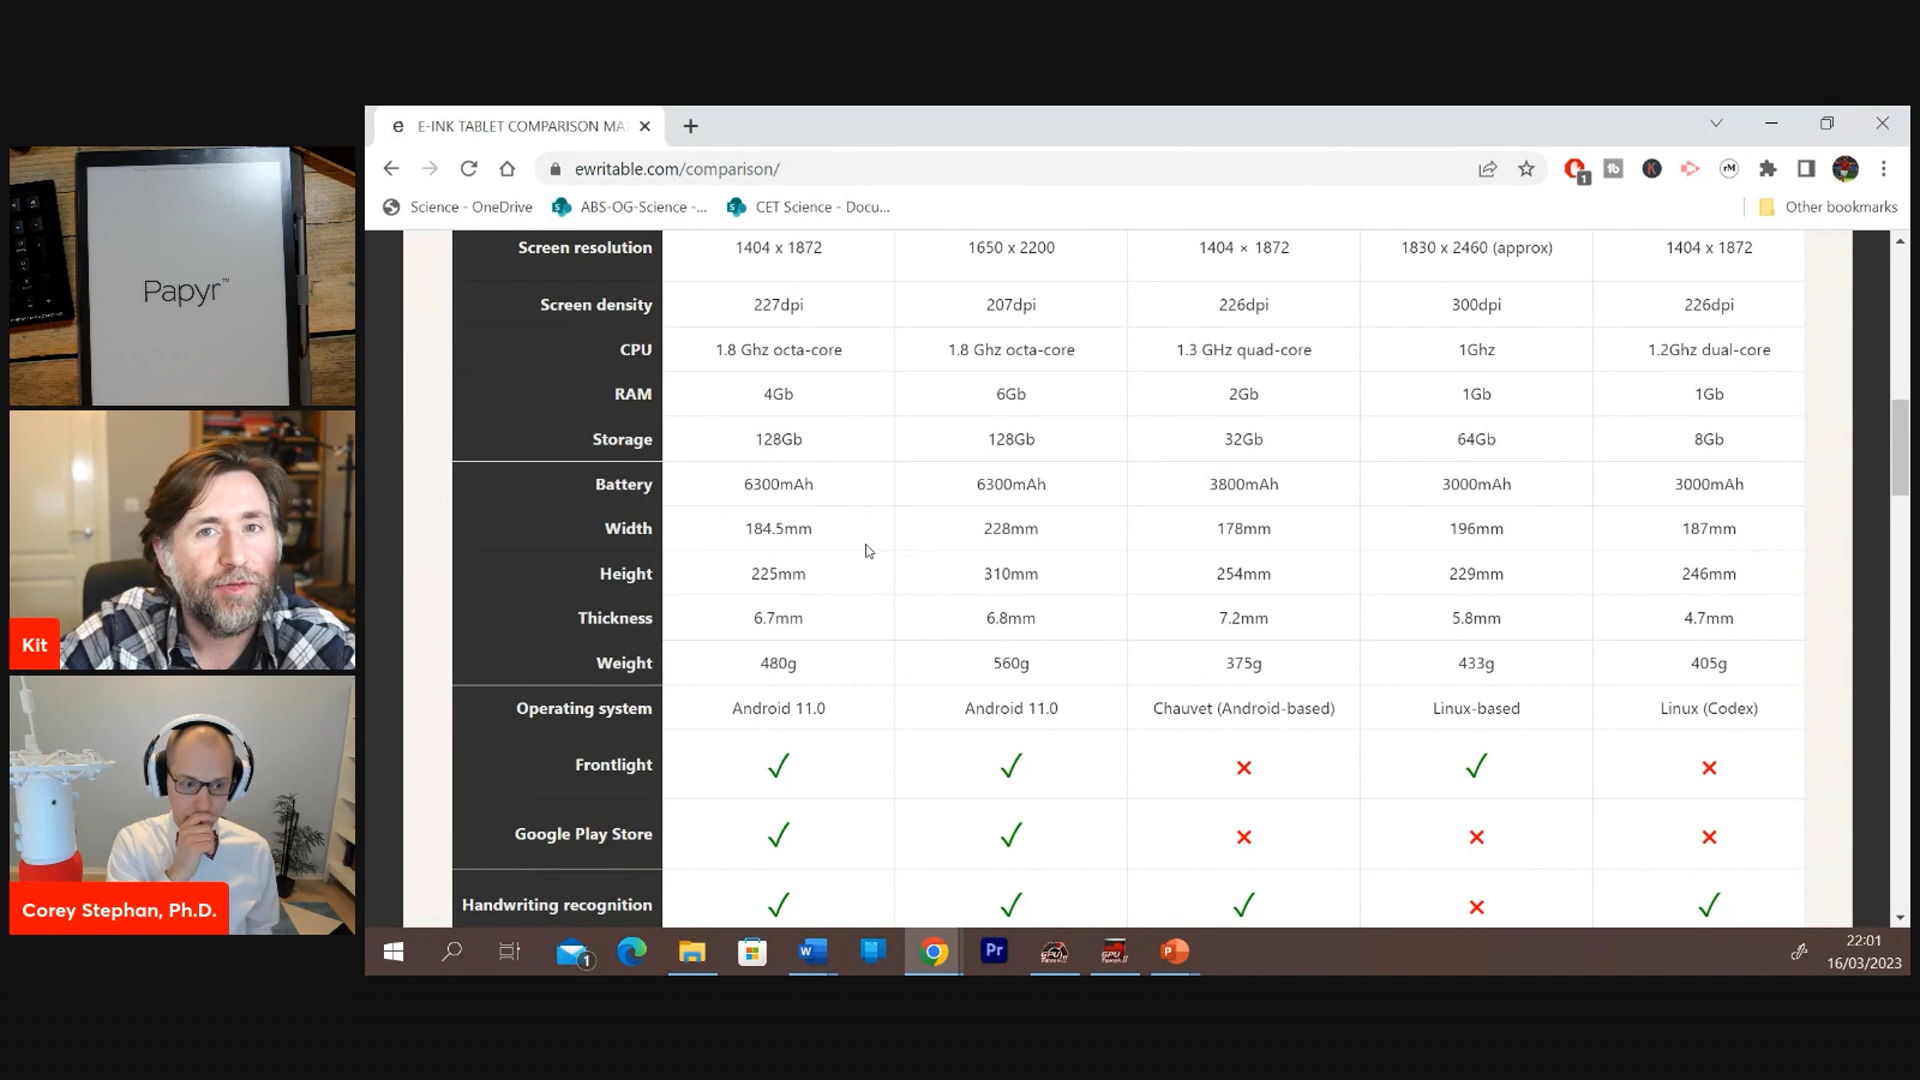 Papyr™
Kit
Corey Stephan, Ph.D.
E-INK TABLET COMPARISON MA
ewritable.com/comparison/
Science - OneDrive
ABS-OG-Science -...
CET Science - Docu...
Other bookmarks
Screen resolution 1404 x 1872 1650 x 2200 1404 × 1872 1830 x 2460 (approx) 1404 x 1872
Screen density 227dpi 207dpi 226dpi 300dpi 226dpi
CPU 1.8 Ghz octa-core 1.8 Ghz octa-core 1.3 GHz quad-core 1Ghz 1.2Ghz dual-core
RAM 4Gb 6Gb 2Gb 1Gb 1Gb
Storage 128Gb 128Gb 32Gb 64Gb 8Gb
Battery 6300mAh 6300mAh 3800mAh 3000mAh 3000mAh
Width 184.5mm 228mm 178mm 196mm 187mm
Height 225mm 310mm 254mm 229mm 246mm
Thickness 6.7mm 6.8mm 7.2mm 5.8mm 4.7mm
Weight 480g 560g 375g 433g 405g
Operating system Android 11.0 Android 11.0 Chauvet (Android-based) Linux-based Linux (Codex)
Frontlight ✓ ✓ × ✓ ×
Google Play Store ✓ ✓ × × ×
Handwriting recognition ✓ ✓ ✓ × ✓
22:01
16/03/2023